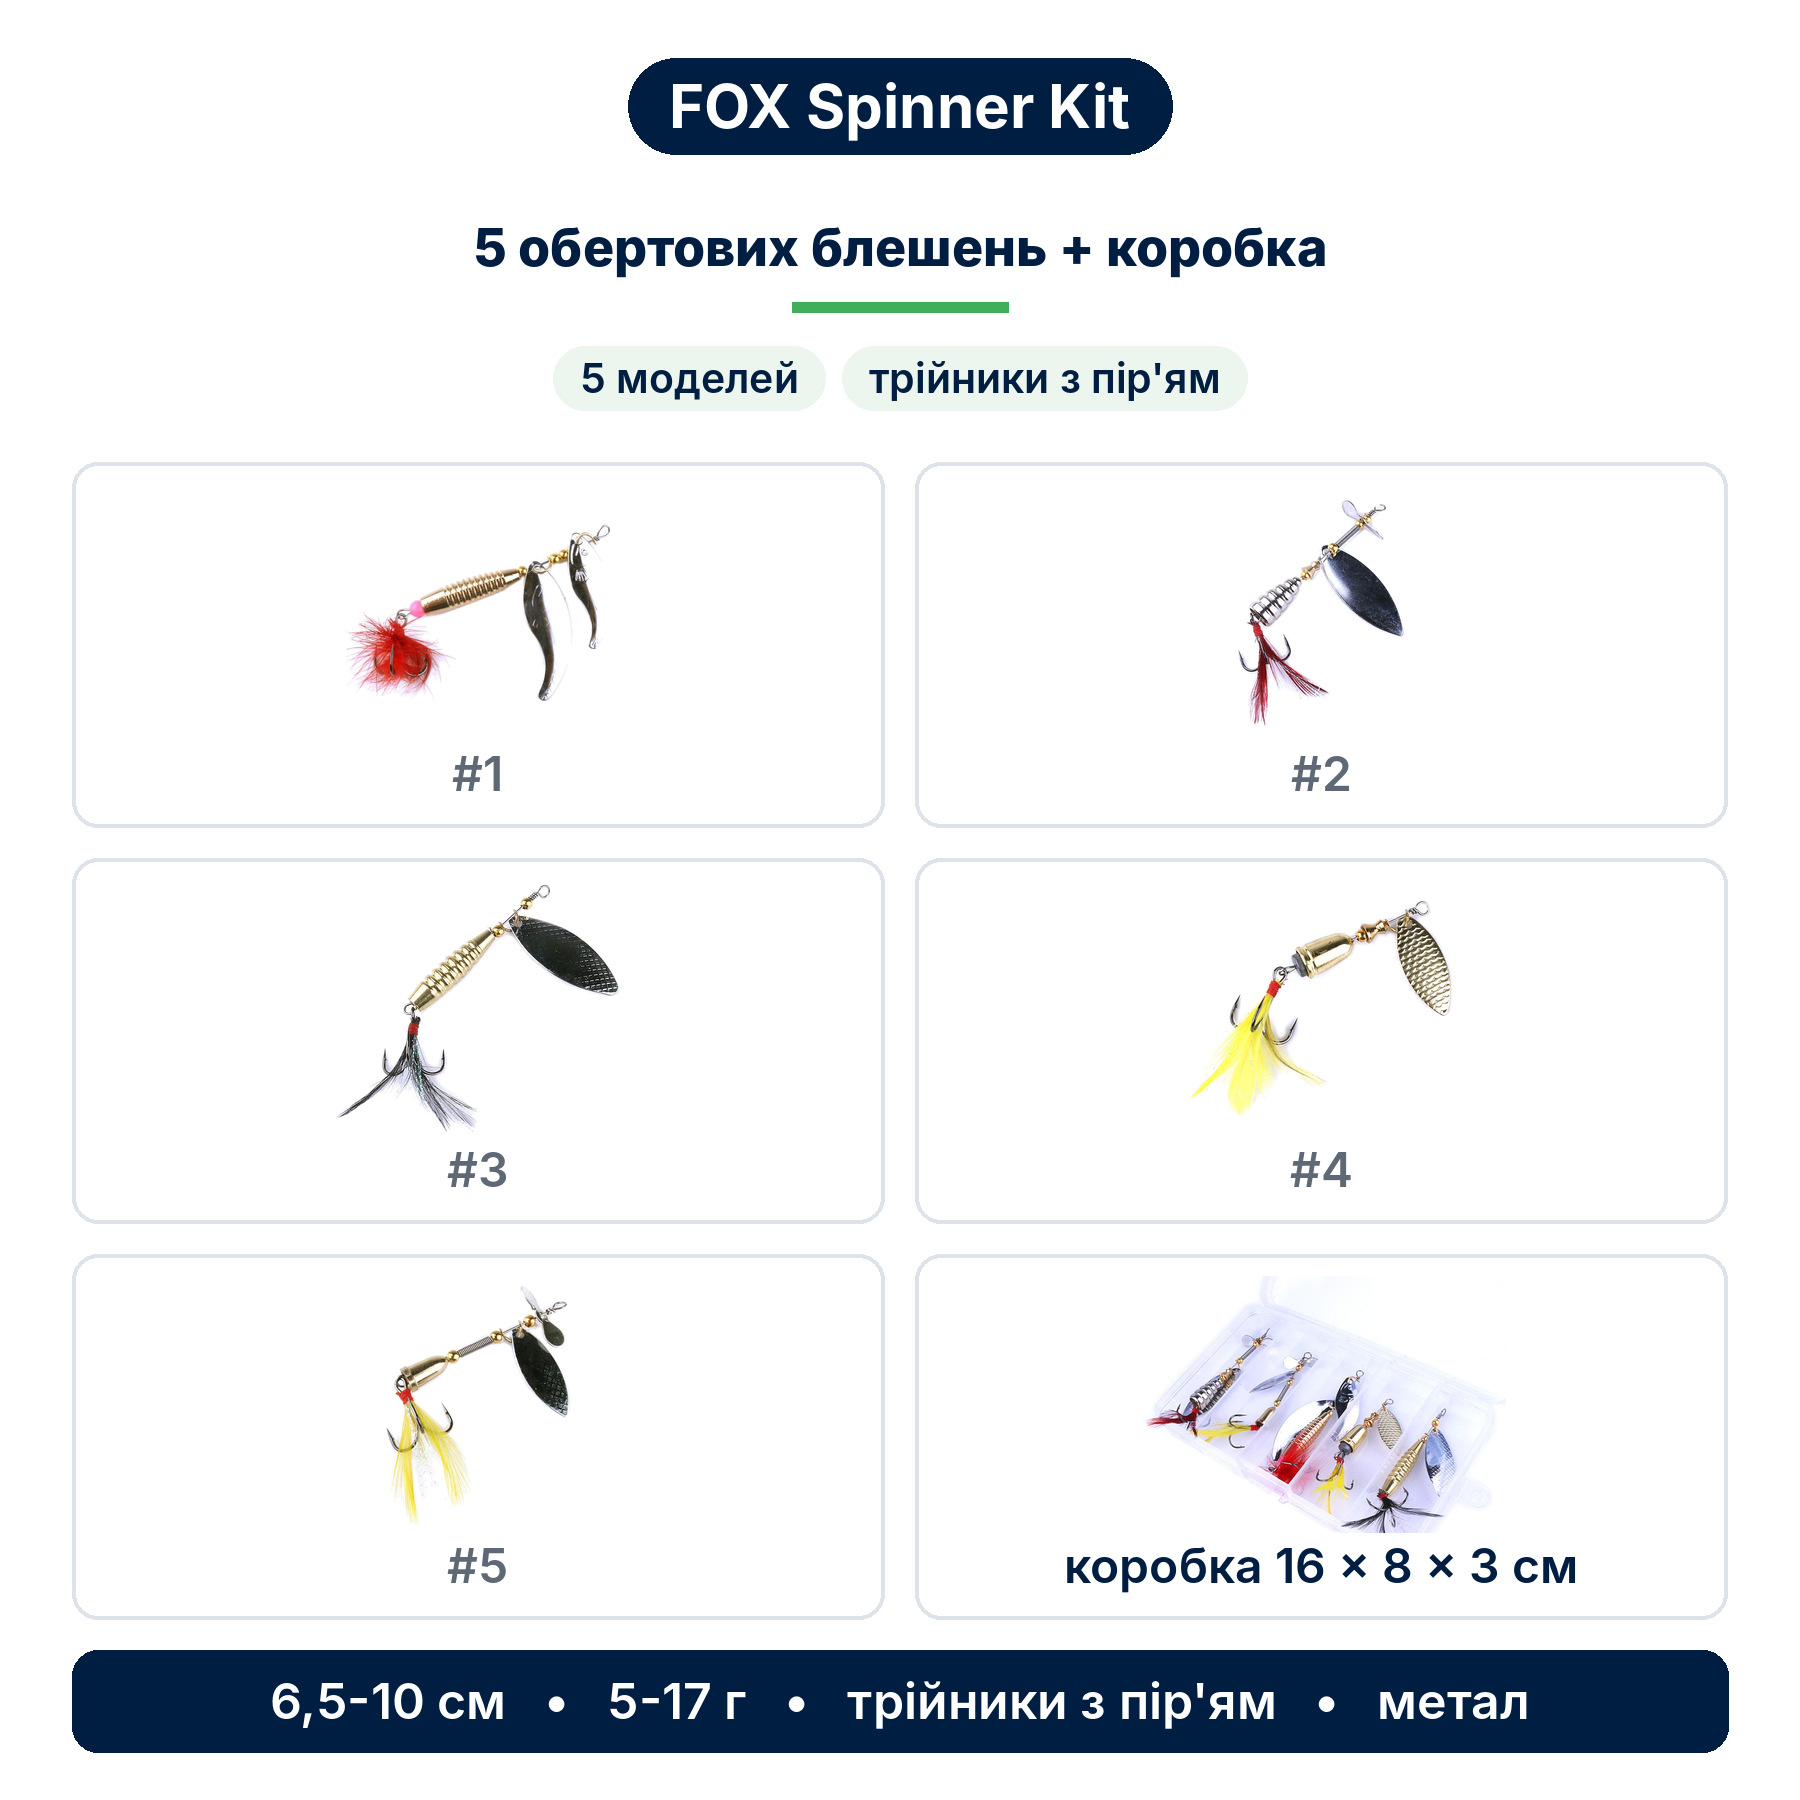 FOX Spinner Kit
5 обертових блешень + коробка
5 моделей
трійники з пір'ям
#1
#2
#3
#4
#5
коробка 16 × 8 × 3 см
6,5-10 см • 5-17 г • трійники з пір'ям • метал